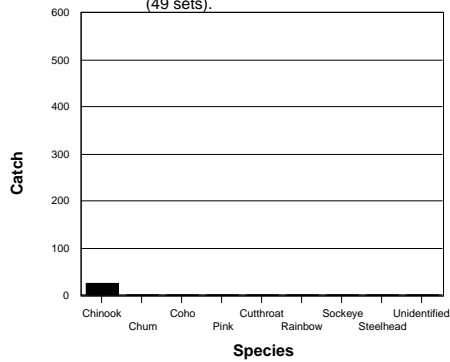 (49 sets).
600
500
400
300
200
100
0
Catch
Chinook Coho Cutthroat Sockeye Unidentified
Chum Pink Rainbow Steelhead
Species